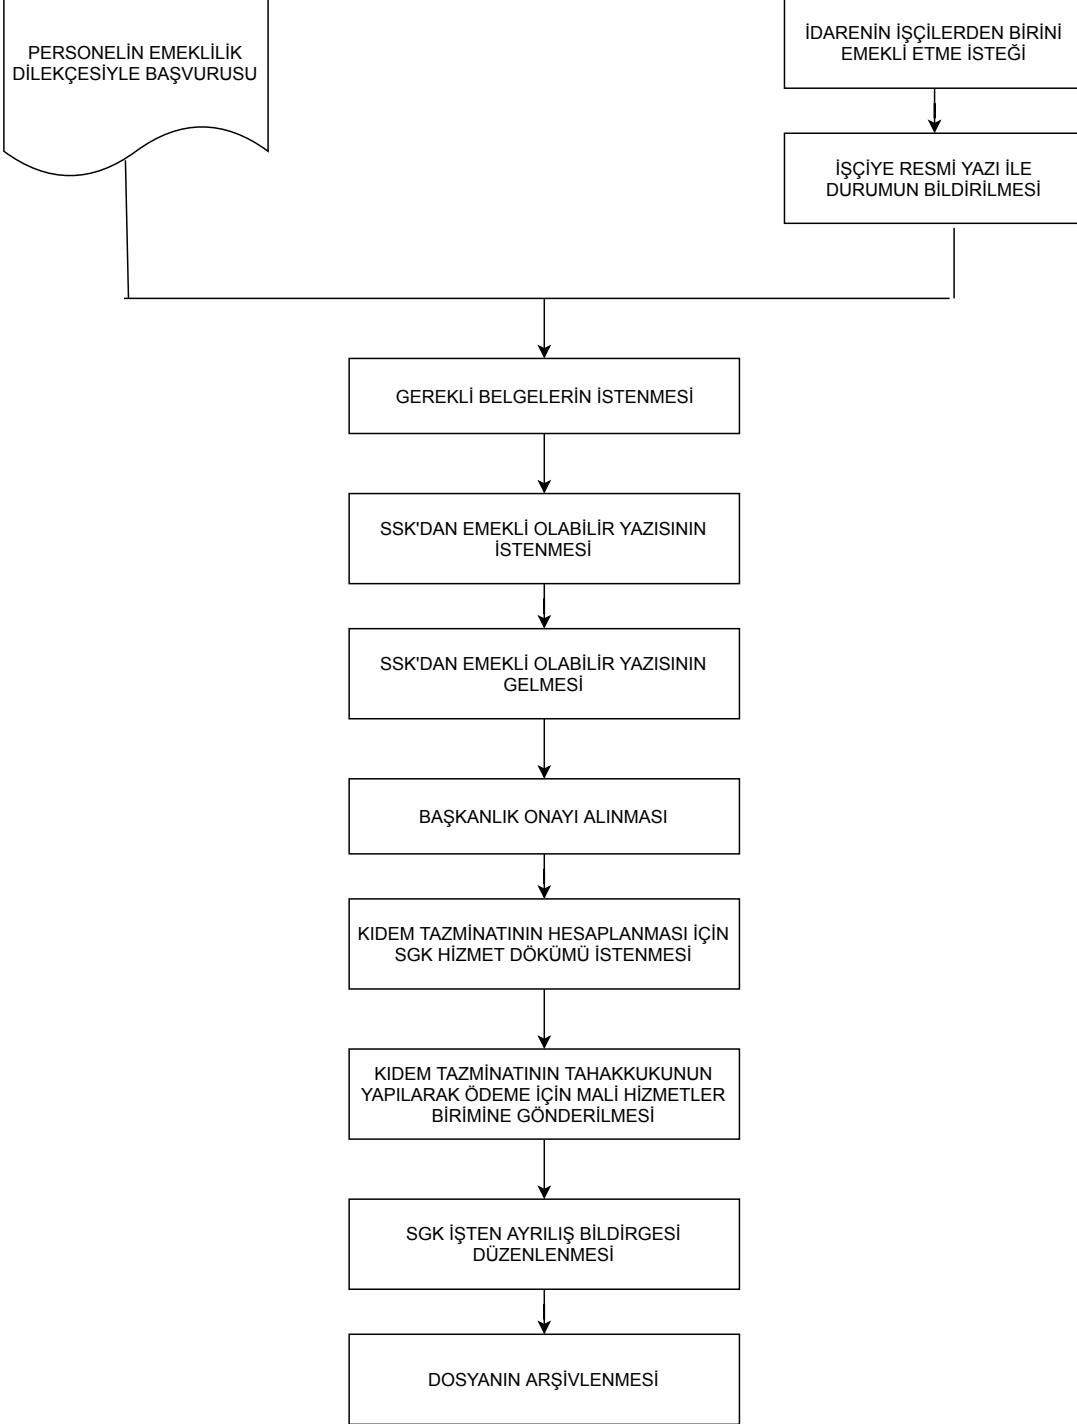 PERSONELİN EMEKLİLİK
DİLEKÇESİYLE BAŞVURUSU
İDARENİN İŞÇİLERDEN BİRİNİ
EMEKLİ ETME İSTEĞİ
İŞÇİYE RESMİ YAZI İLE
DURUMUN BİLDİRİLMESİ
GEREKLİ BELGELERİN İSTENMESİ
SSK'DAN EMEKLİ OLABİLİR YAZISININ
İSTENMESİ
SSK'DAN EMEKLİ OLABİLİR YAZISININ
GELMESİ
BAŞKANLIK ONAYI ALINMASI
KIDEM TAZMİNATININ HESAPLANMASI İÇİN
SGK HİZMET DÖKÜMÜ İSTENMESİ
KIDEM TAZMİNATININ TAHAKKUKUNUN
YAPILARAK ÖDEME İÇİN MALİ HİZMETLER
BİRİMİNE GÖNDERİLMESİ
SGK İŞTEN AYRILIŞ BİLDİRGESİ
DÜZENLENMESİ
DOSYANIN ARŞİVLENMESİ